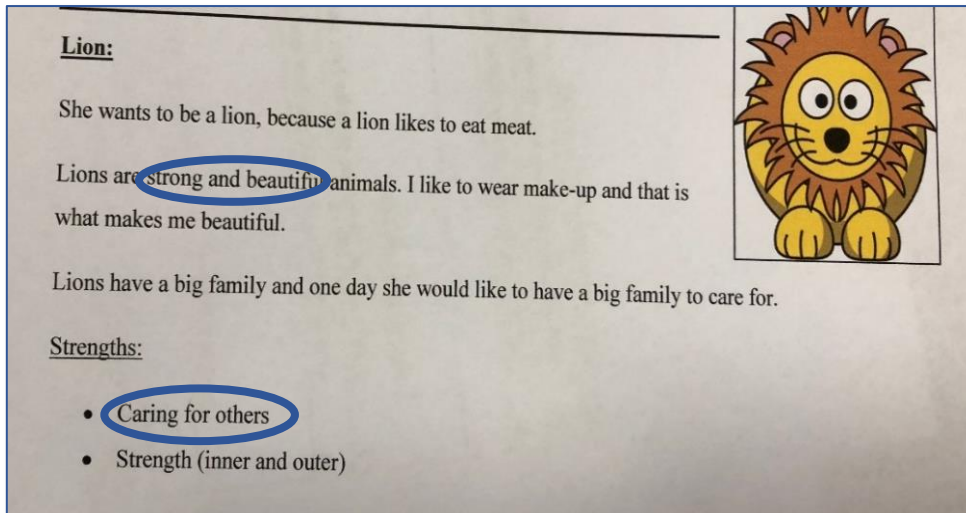 Lion:
She wants to be a lion, because a lion likes to eat meat.
Lions are strong and beautiful animals. I like to wear make-up and that is
what makes me beautiful.
Lions have a big family and one day she would like to have a big family to care for.
Strengths:
• Caring for others
• Strength (inner and outer)